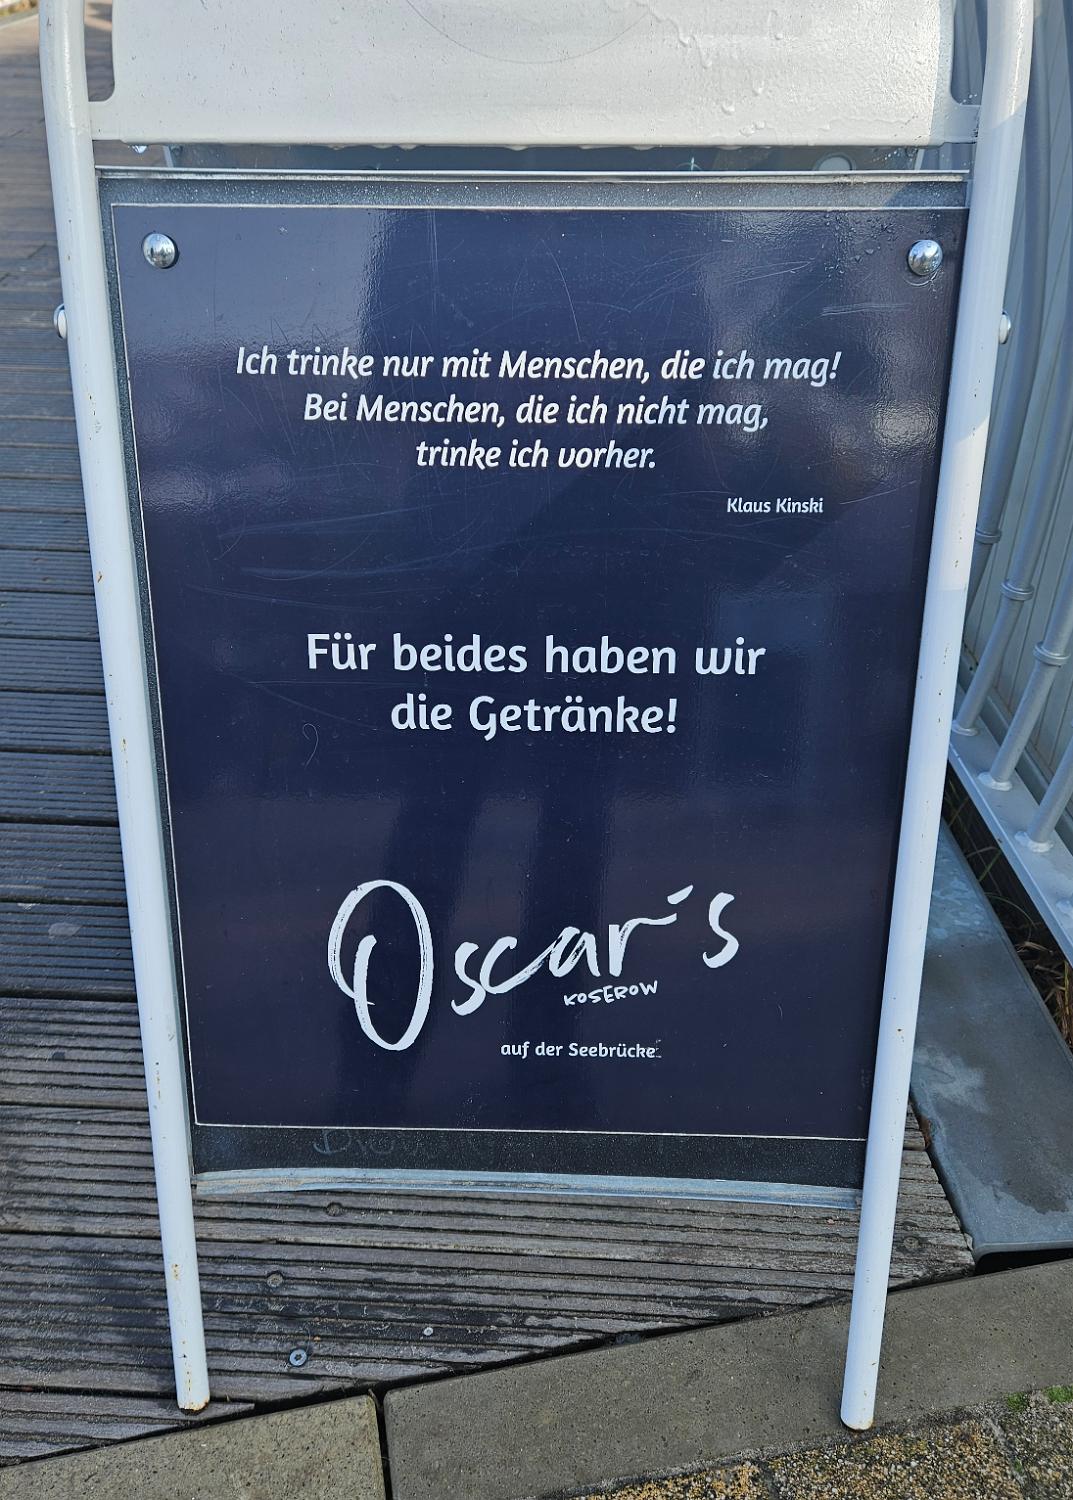 Ich trinke nur mit Menschen, die ich mag!
Bei Menschen, die ich nicht mag,
trinke ich vorher.
Klaus Kinski
Für beides haben wir
die Getränke!
Oscar´s
KOSEROW
auf der Seebrücke